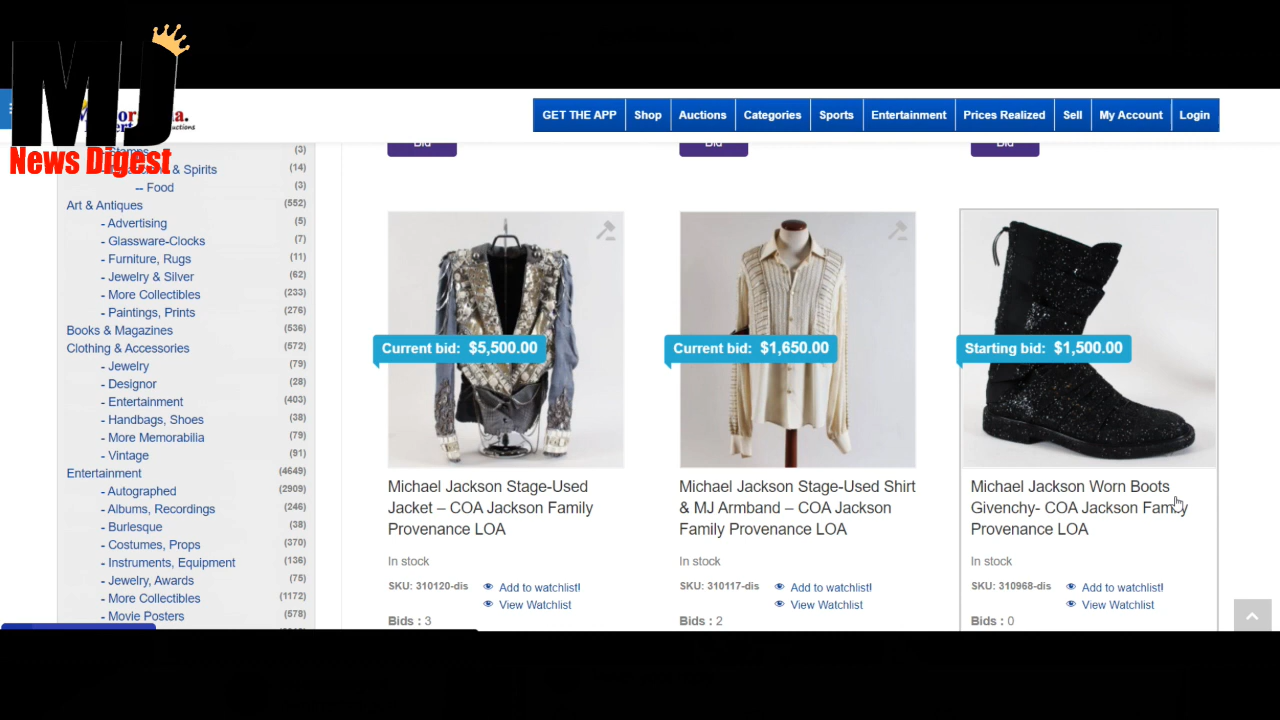 MJ
News Digest
GET THE APP
Shop
Auctions
Categories
Sports
Entertainment
Prices Realized
Sell
My Account
Login
Bid
Bid
Bid
(3)
& Spirits (14)
-- Food (3)
Art & Antiques (552)
- Advertising (5)
- Glassware-Clocks (7)
- Furniture, Rugs (11)
- Jewelry & Silver (62)
- More Collectibles (233)
- Paintings, Prints (276)
Books & Magazines (536)
Clothing & Accessories (572)
- Jewelry (79)
- Designor (28)
- Entertainment (403)
- Handbags, Shoes (38)
- More Memorabilia (79)
- Vintage (91)
Entertainment (4649)
- Autographed (2909)
- Albums, Recordings (246)
- Burlesque (38)
- Costumes, Props (370)
- Instruments, Equipment (136)
- Jewelry, Awards (75)
- More Collectibles (1172)
- Movie Posters (578)
Current bid: $5,500.00
Michael Jackson Stage-Used
Jacket – COA Jackson Family
Provenance LOA
In stock
SKU: 310120-dis
Add to watchlist!
View Watchlist
Bids : 3
Current bid: $1,650.00
Michael Jackson Stage-Used Shirt
& MJ Armband – COA Jackson
Family Provenance LOA
In stock
SKU: 310117-dis
Add to watchlist!
View Watchlist
Bids : 2
Starting bid: $1,500.00
Michael Jackson Worn Boots
Givenchy- COA Jackson Family
Provenance LOA
In stock
SKU: 310968-dis
Add to watchlist!
View Watchlist
Bids : 0